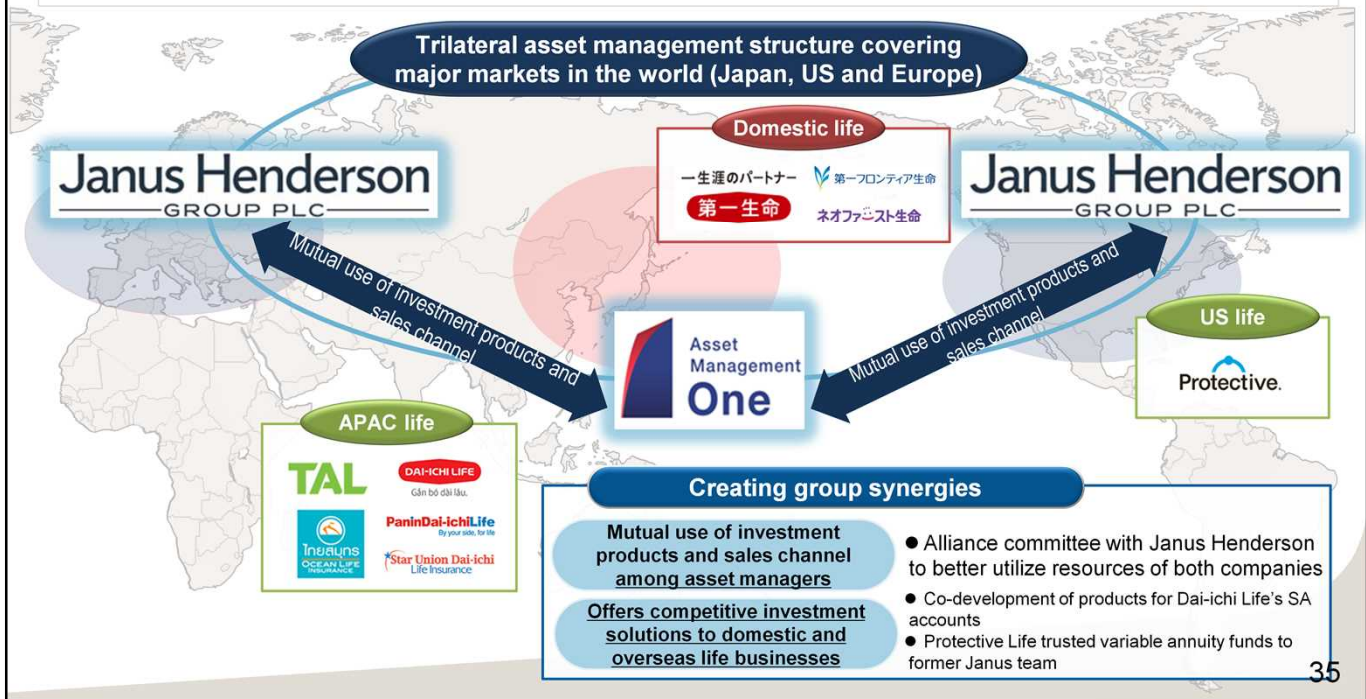 Trilateral asset management structure covering
major markets in the world (Japan, US and Europe)
Janus Henderson
GROUP PLC
Domestic life
一生涯のパートナー
第一生命
第一フロンティア生命
ネオファースト生命
Janus Henderson
GROUP PLC
Mutual use of investment products and
sales channel
Mutual use of investment products and
sales channel
Asset
Management
One
US life
Protective.
APAC life
TAL
DAI-ICHI LIFE
Gắn bó dài lâu.
ไทยสมุทร
OCEAN LIFE
INSURANCE
PaninDai-ichiLife
By your side, for life
Star Union Dai-ichi
Life Insurance
Creating group synergies
Mutual use of investment
products and sales channel
among asset managers
Offers competitive investment
solutions to domestic and
overseas life businesses
● Alliance committee with Janus Henderson
to better utilize resources of both companies
● Co-development of products for Dai-ichi Life's SA
accounts
● Protective Life trusted variable annuity funds to
former Janus team
35